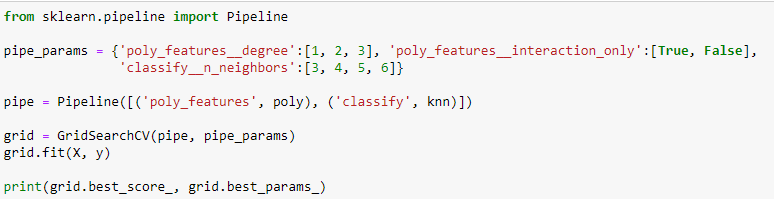 from sklearn.pipeline import Pipeline
pipe_params = {'poly_features__degree':[1, 2, 3], 'poly_features__interaction_only':[True, False],
'classify__n_neighbors':[3, 4, 5, 6]}
pipe = Pipeline([('poly_features', poly), ('classify', knn)])
grid = GridSearchCV(pipe, pipe_params)
grid.fit(X, y)
print(grid.best_score_, grid.best_params_)